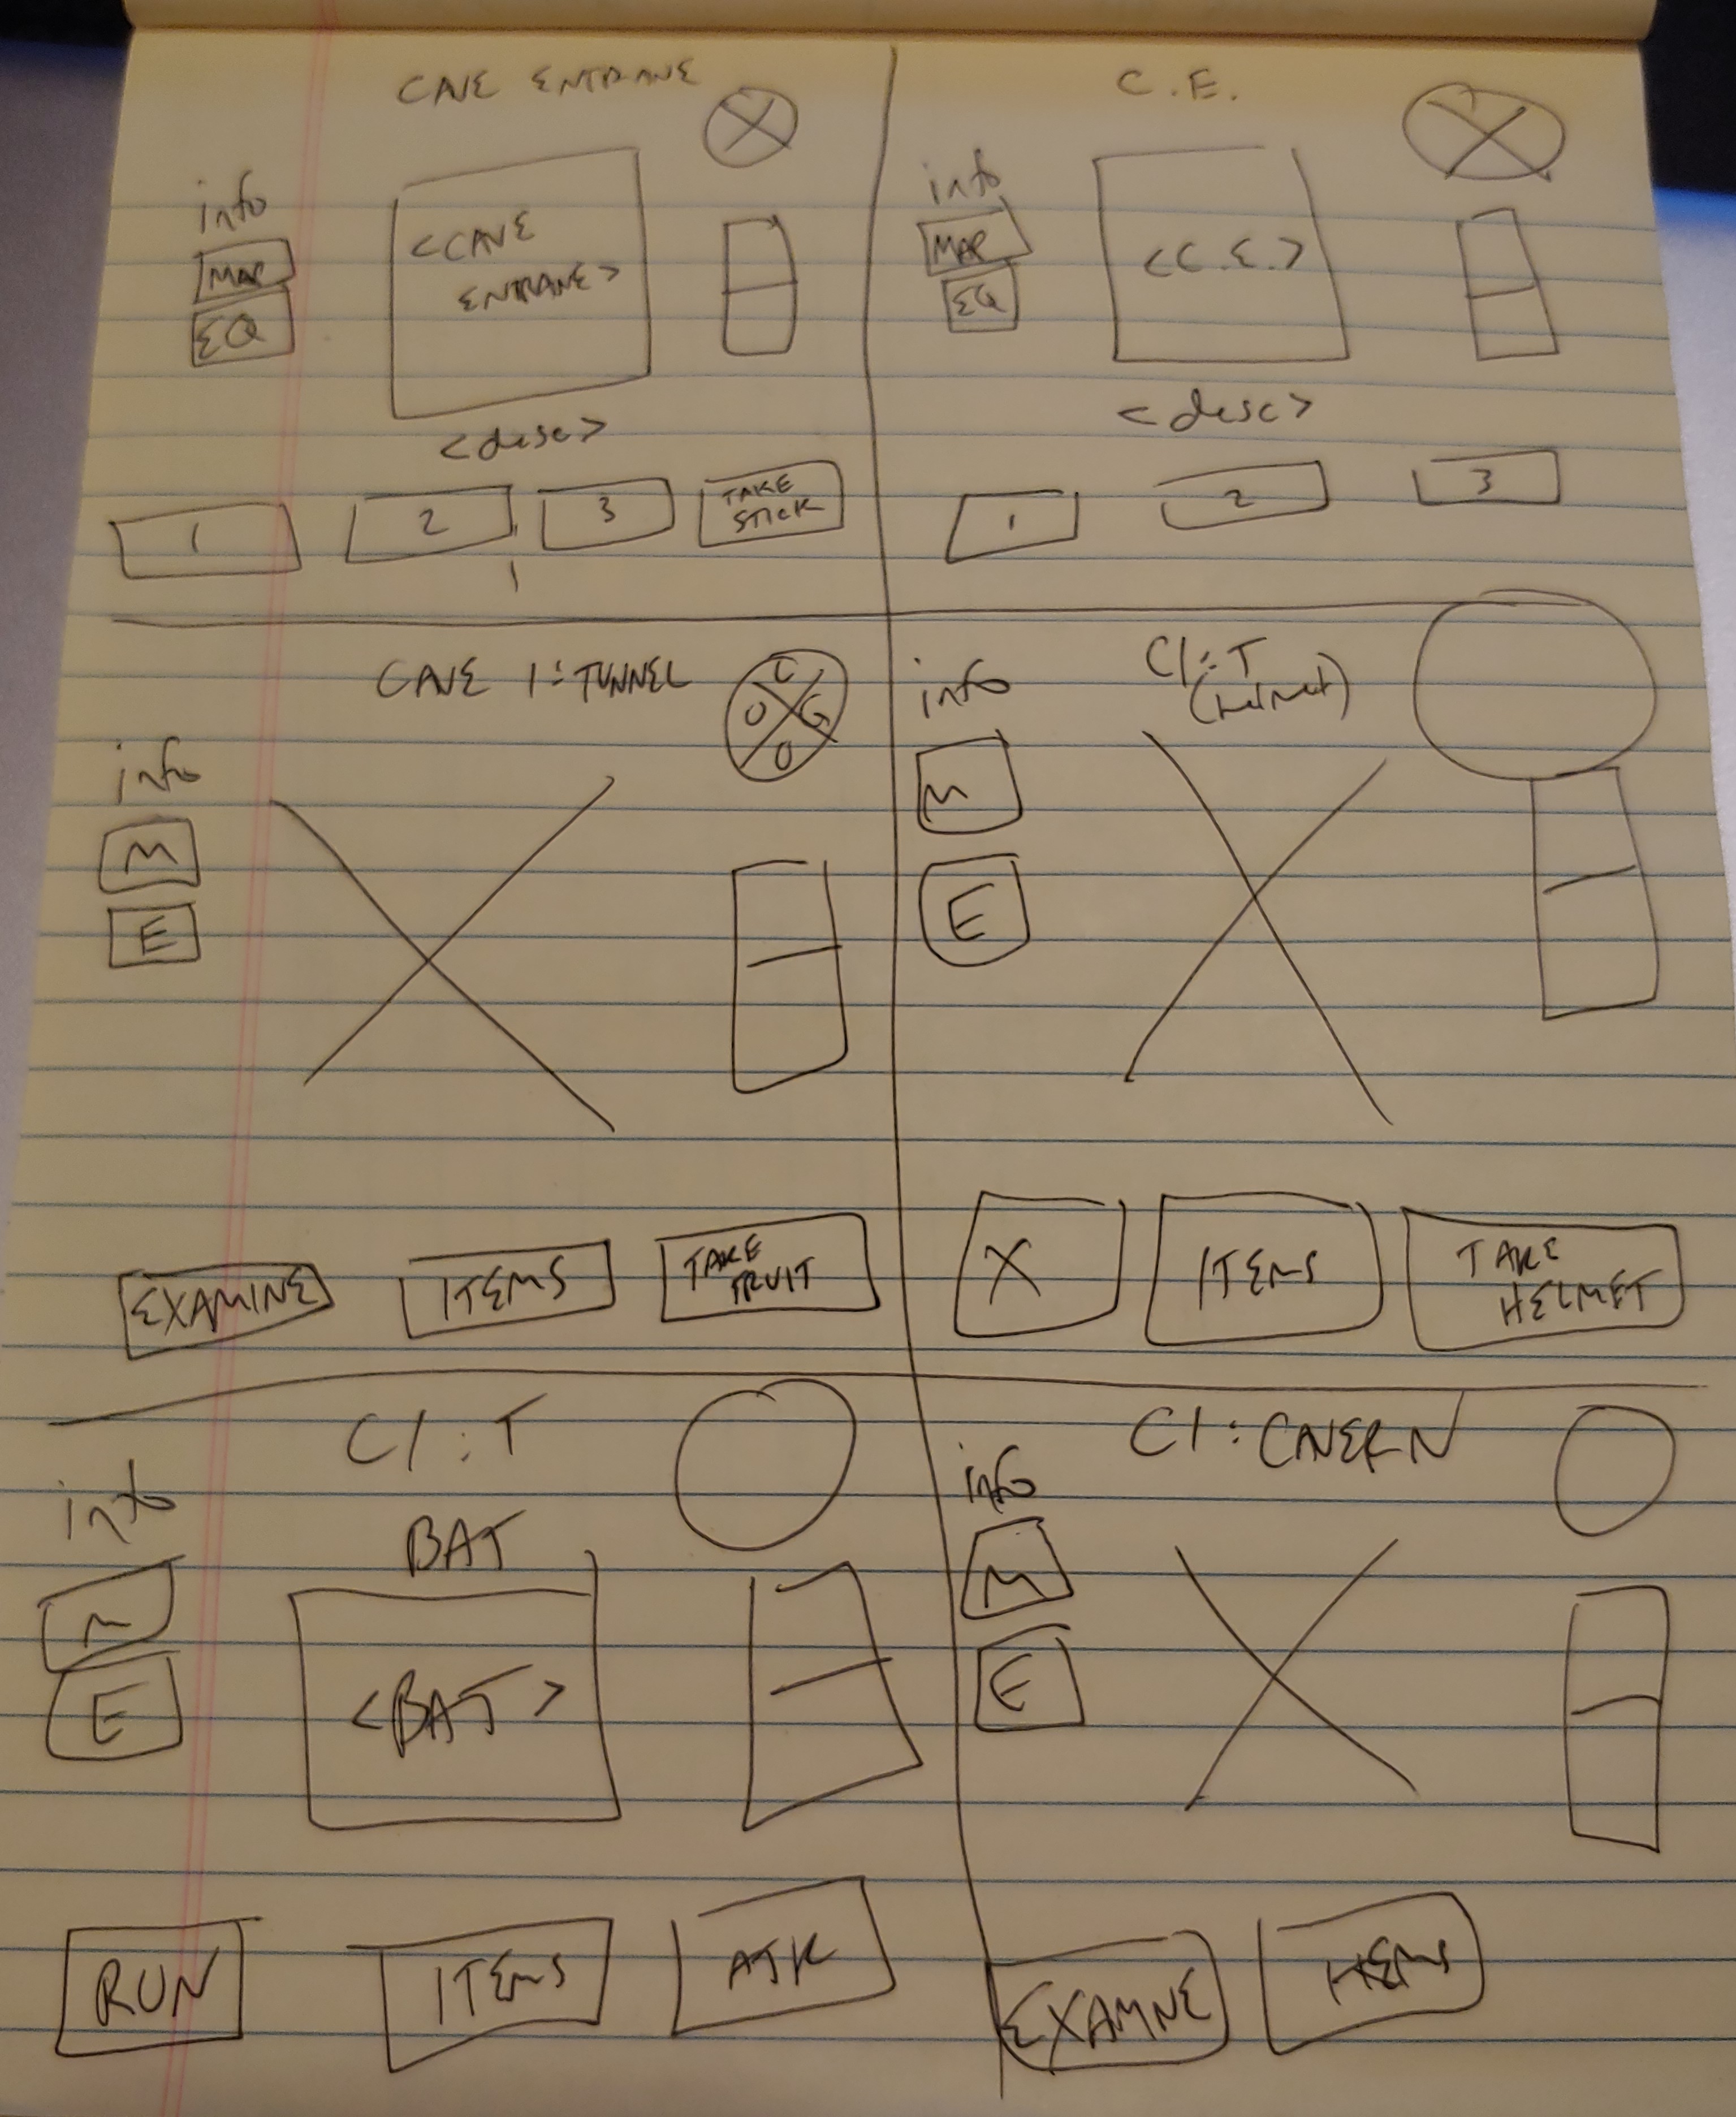 CAVE ENTRANE
info
MAP
EQ
<CAVE
ENTRANE>
<desc>
1
2
3
TAKE
STICK
C.E.
info
MAP
EQ
<C.E.>
<desc>
1
2
3
CAVE 1: TUNNEL
info
M
E
C
O
G
O
EXAMINE
ITEMS
TAKE
FRUIT
C1: T
(helmet)
info
M
E
X
ITEMS
TAKE
HELMET
C1: T
info
M
E
BAT
<BAT>
RUN
ITEMS
ATK
C1: CAVERN
info
M
E
EXAMNE
ITEMS